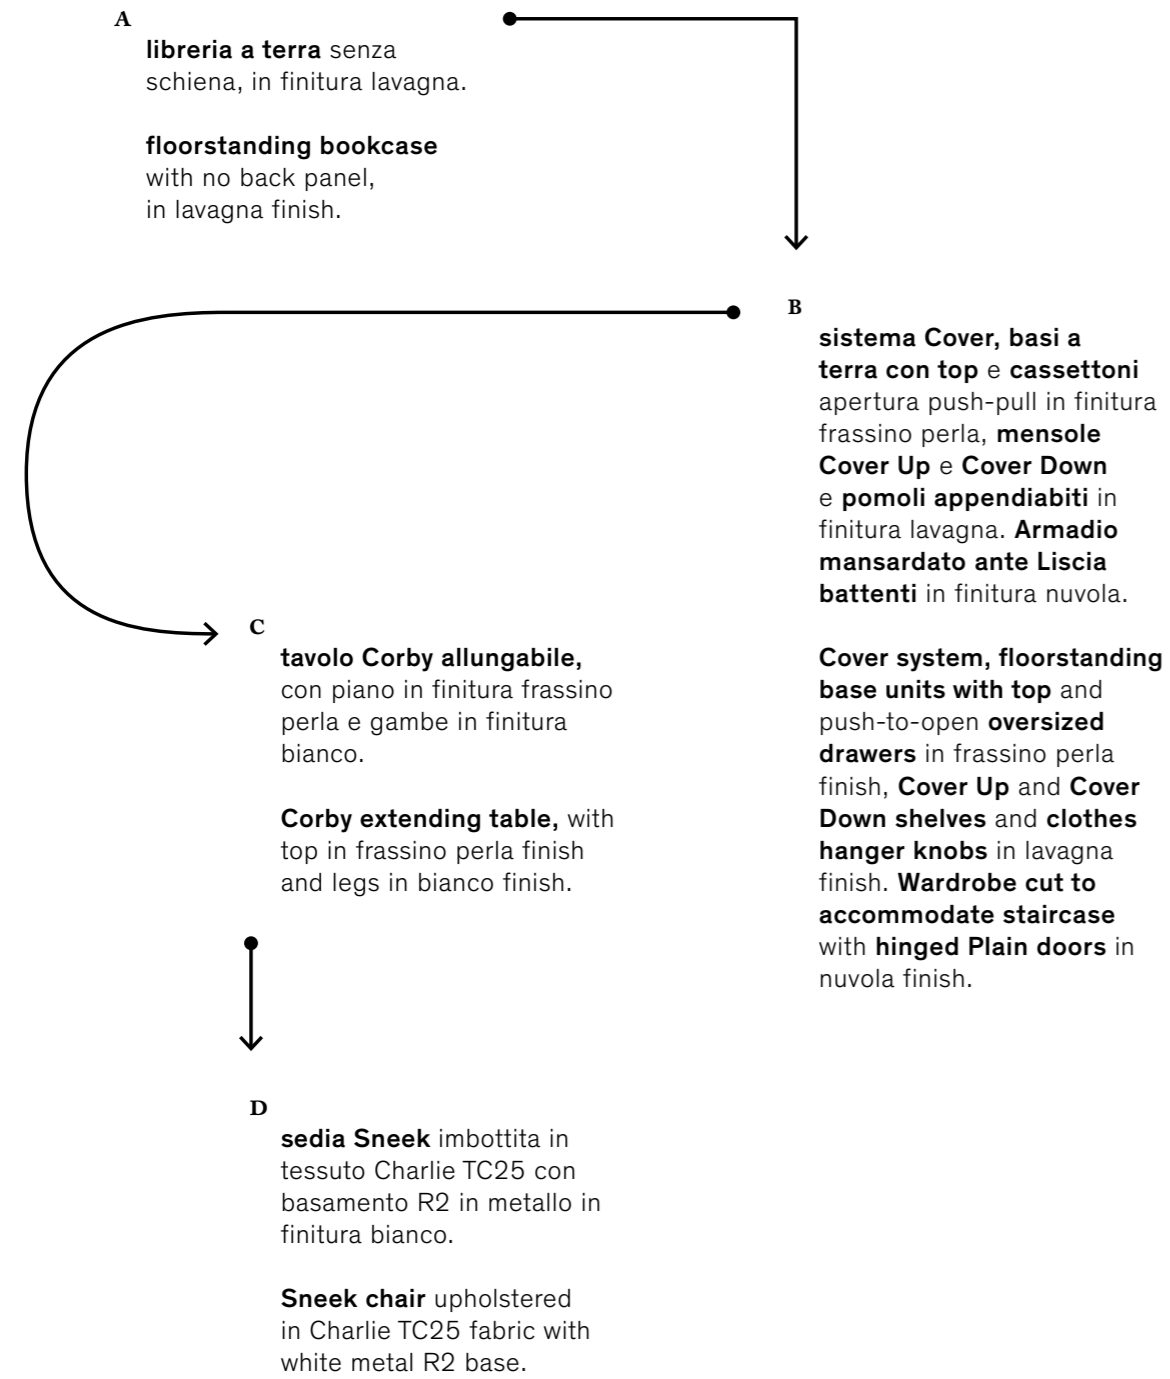 A
libreria a terra senza
schiena, in finitura lavagna.
floorstanding bookcase
with no back panel,
in lavagna finish.
B
sistema Cover, basi a
terra con top e cassettoni
apertura push-pull in finitura
frassino perla, mensole
Cover Up e Cover Down
e pomoli appendiabiti in
finitura lavagna. Armadio
mansardato ante Liscia
battenti in finitura nuvola.
Cover system, floorstanding
base units with top and
push-to-open oversized
drawers in frassino perla
finish, Cover Up and Cover
Down shelves and clothes
hanger knobs in lavagna
finish. Wardrobe cut to
accommodate staircase
with hinged Plain doors in
nuvola finish.
C
tavolo Corby allungabile,
con piano in finitura frassino
perla e gambe in finitura
bianco.
Corby extending table, with
top in frassino perla finish
and legs in bianco finish.
D
sedia Sneek imbottita in
tessuto Charlie TC25 con
basamento R2 in metallo in
finitura bianco.
Sneek chair upholstered
in Charlie TC25 fabric with
white metal R2 base.